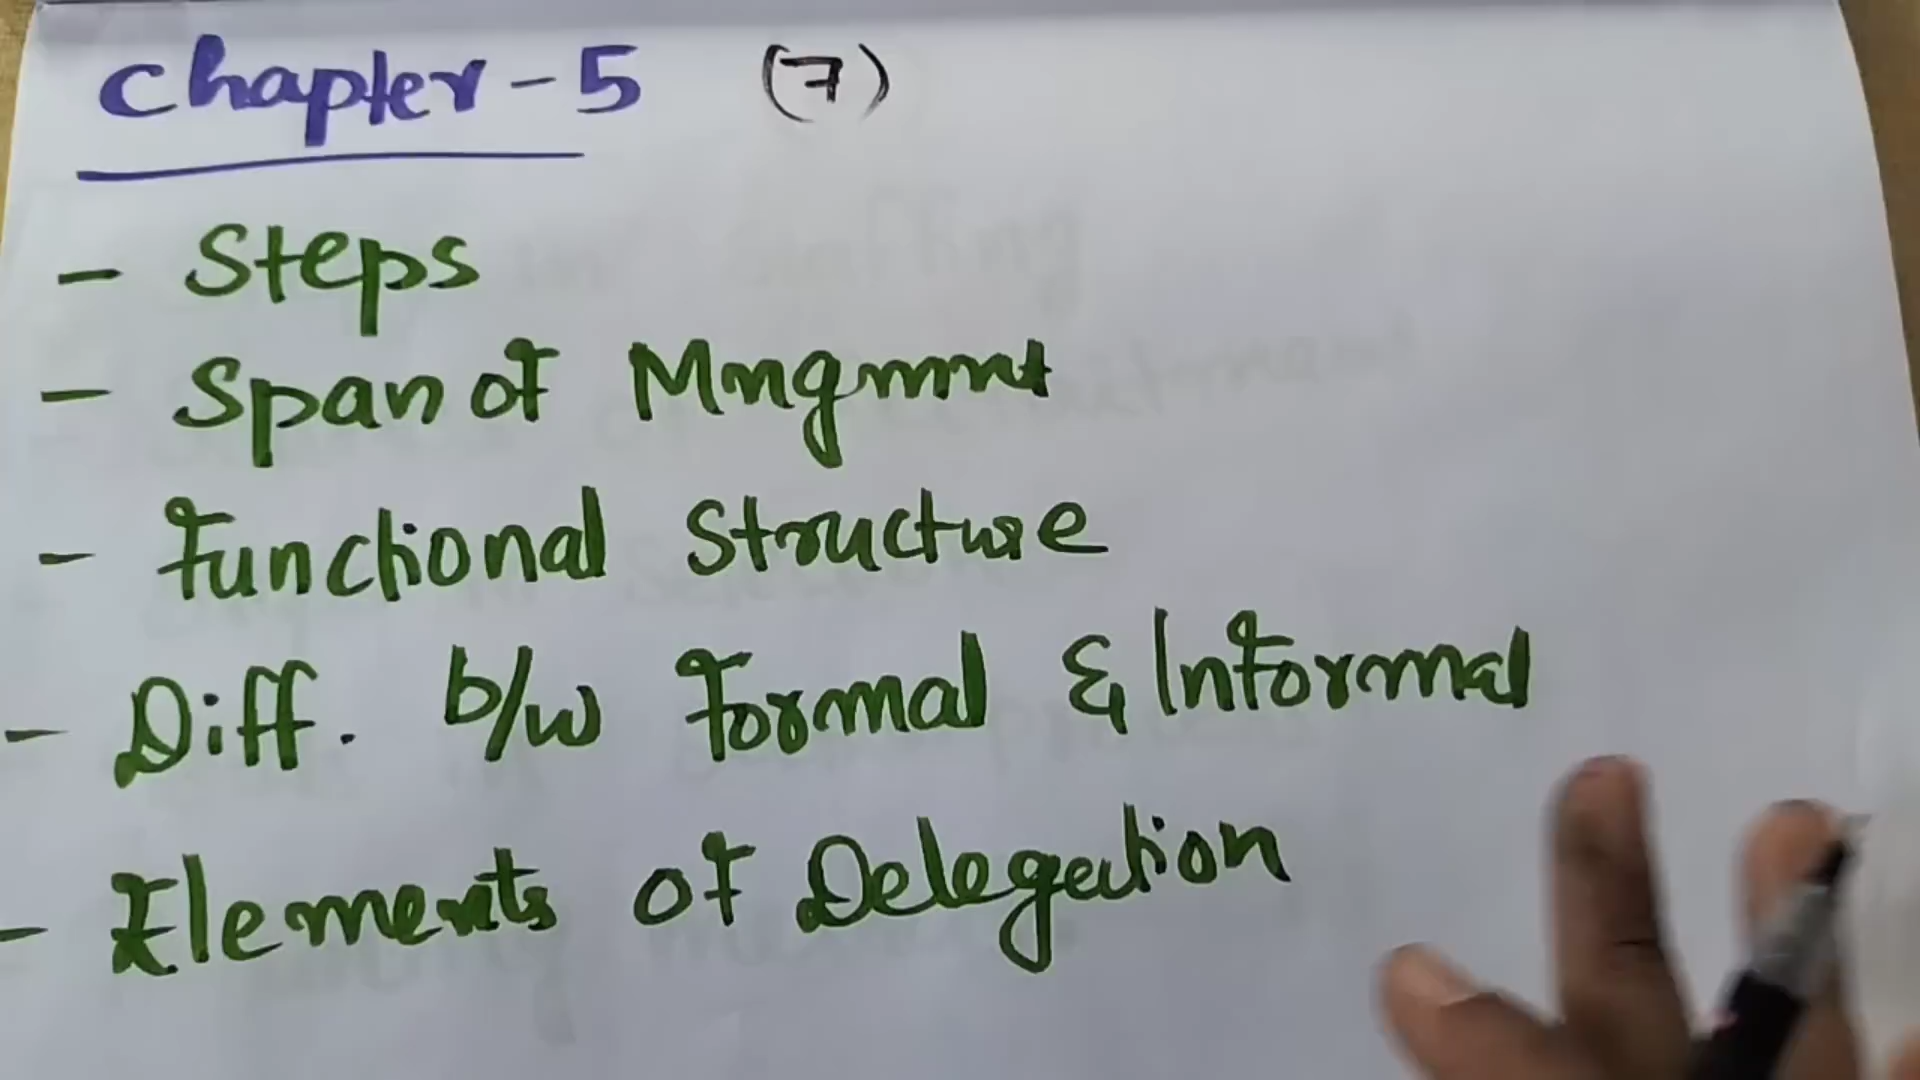 Chapter - 5 (7)
- Steps
- Span of Mngmnt
- Functional Structure
- Diff. b/w Formal & Informal
- Elements of Delegation